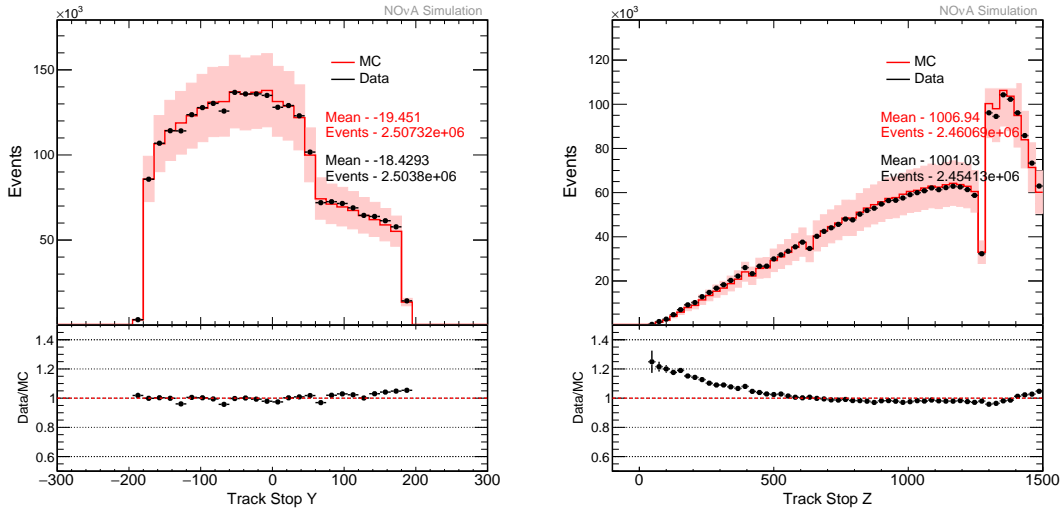 ×10³
NOνA Simulation
150
100
50
Events
MC
Data
Mean - -19.451
Events - 2.50732e+06
Mean - -18.4293
Events - 2.5038e+06
1.4
1.2
1
0.8
0.6
Data/MC
−300 −200 −100 0 100 200 300
Track Stop Y
×10³
NOνA Simulation
120
100
80
60
40
20
Events
MC
Data
Mean - 1006.94
Events - 2.46069e+06
Mean - 1001.03
Events - 2.45413e+06
1.4
1.2
1
0.8
0.6
Data/MC
0 500 1000 1500
Track Stop Z